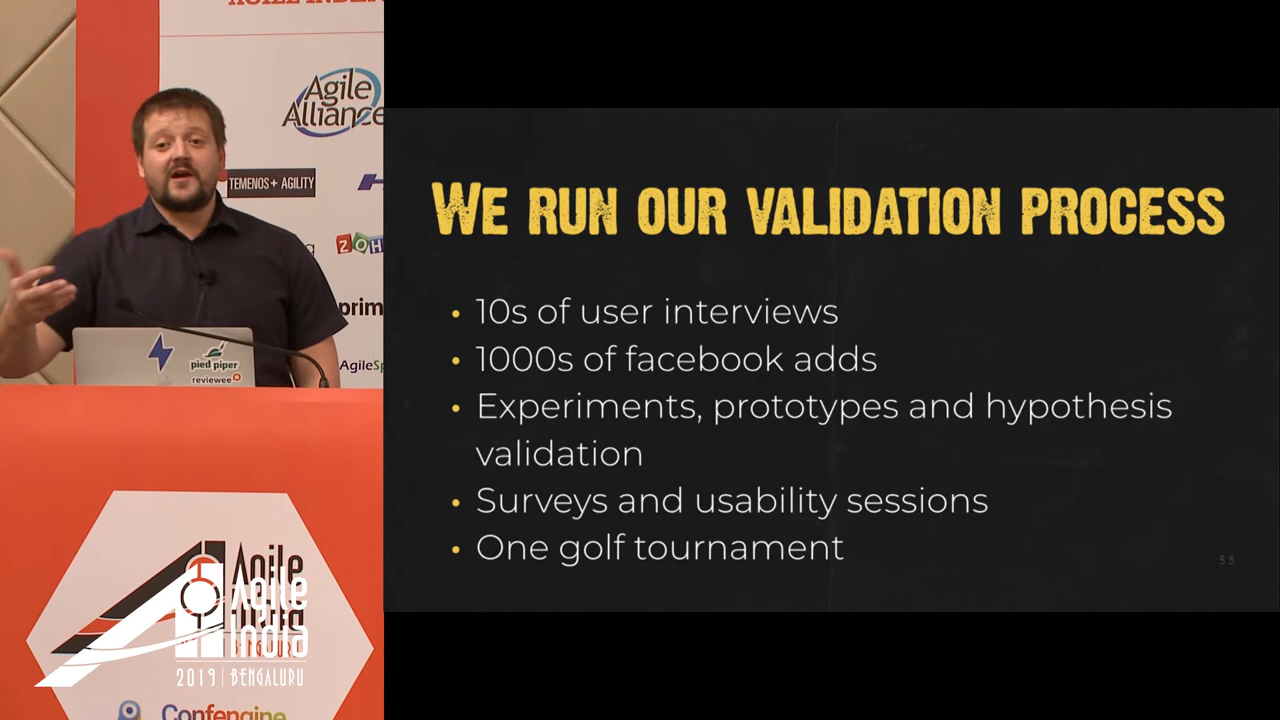 Agile
Alliance
TEMENOS+ AGILITY
ZOH
prim
AgileSp
pied piper
reviewee
WE RUN OUR VALIDATION PROCESS
• 10s of user interviews
• 1000s of facebook adds
• Experiments, prototypes and hypothesis
validation
• Surveys and usability sessions
• One golf tournament
55
Agile
Agile
India
2019 | BENGALURU
Confengine